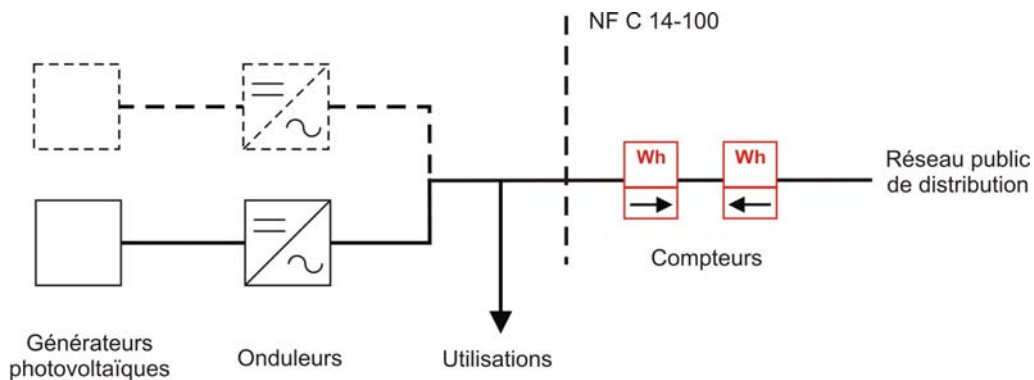 NF C 14-100
Wh
Wh
Réseau public
de distribution
Compteurs
Générateurs
photovoltaïques
Onduleurs
Utilisations